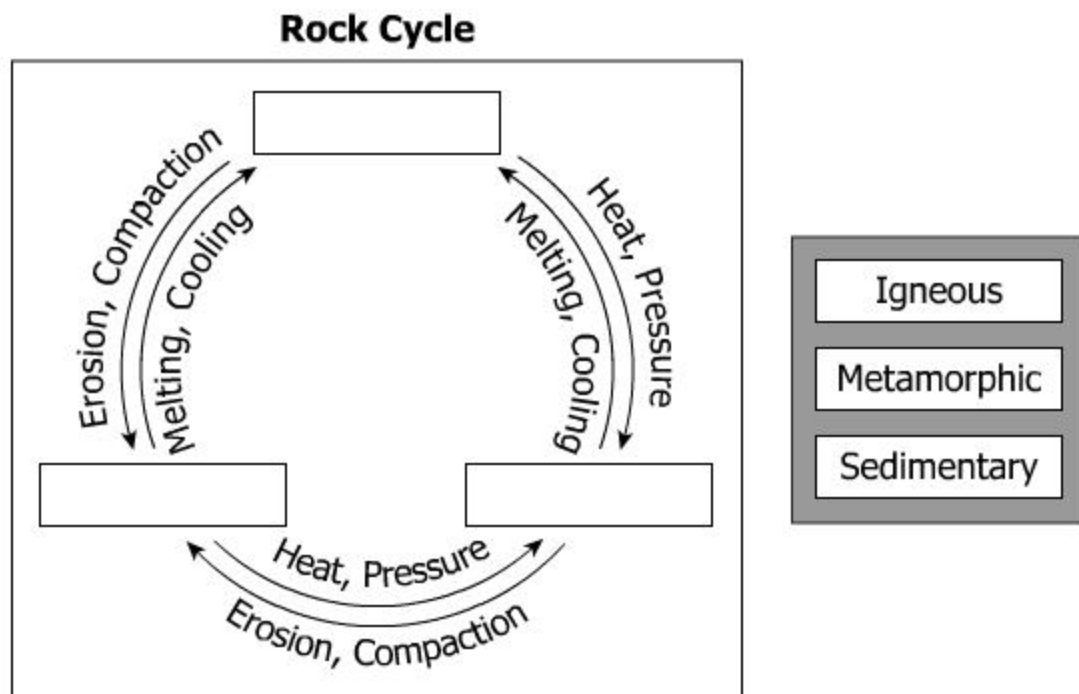 Rock Cycle
Erosion, Compaction
Melting, Cooling
Melting, Cooling
Heat, Pressure
Heat, Pressure
Erosion, Compaction
Igneous
Metamorphic
Sedimentary